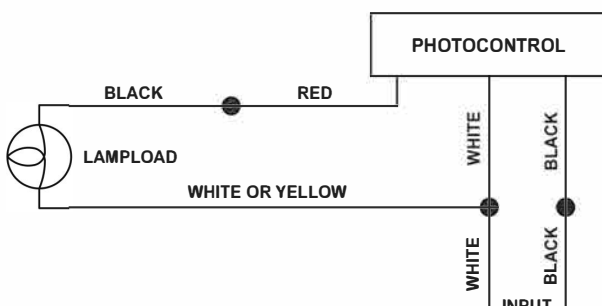 PHOTOCONTROL
BLACK
RED
WHITE
BLACK
LAMPLOAD
WHITE OR YELLOW
WHITE
BLACK
INPUT